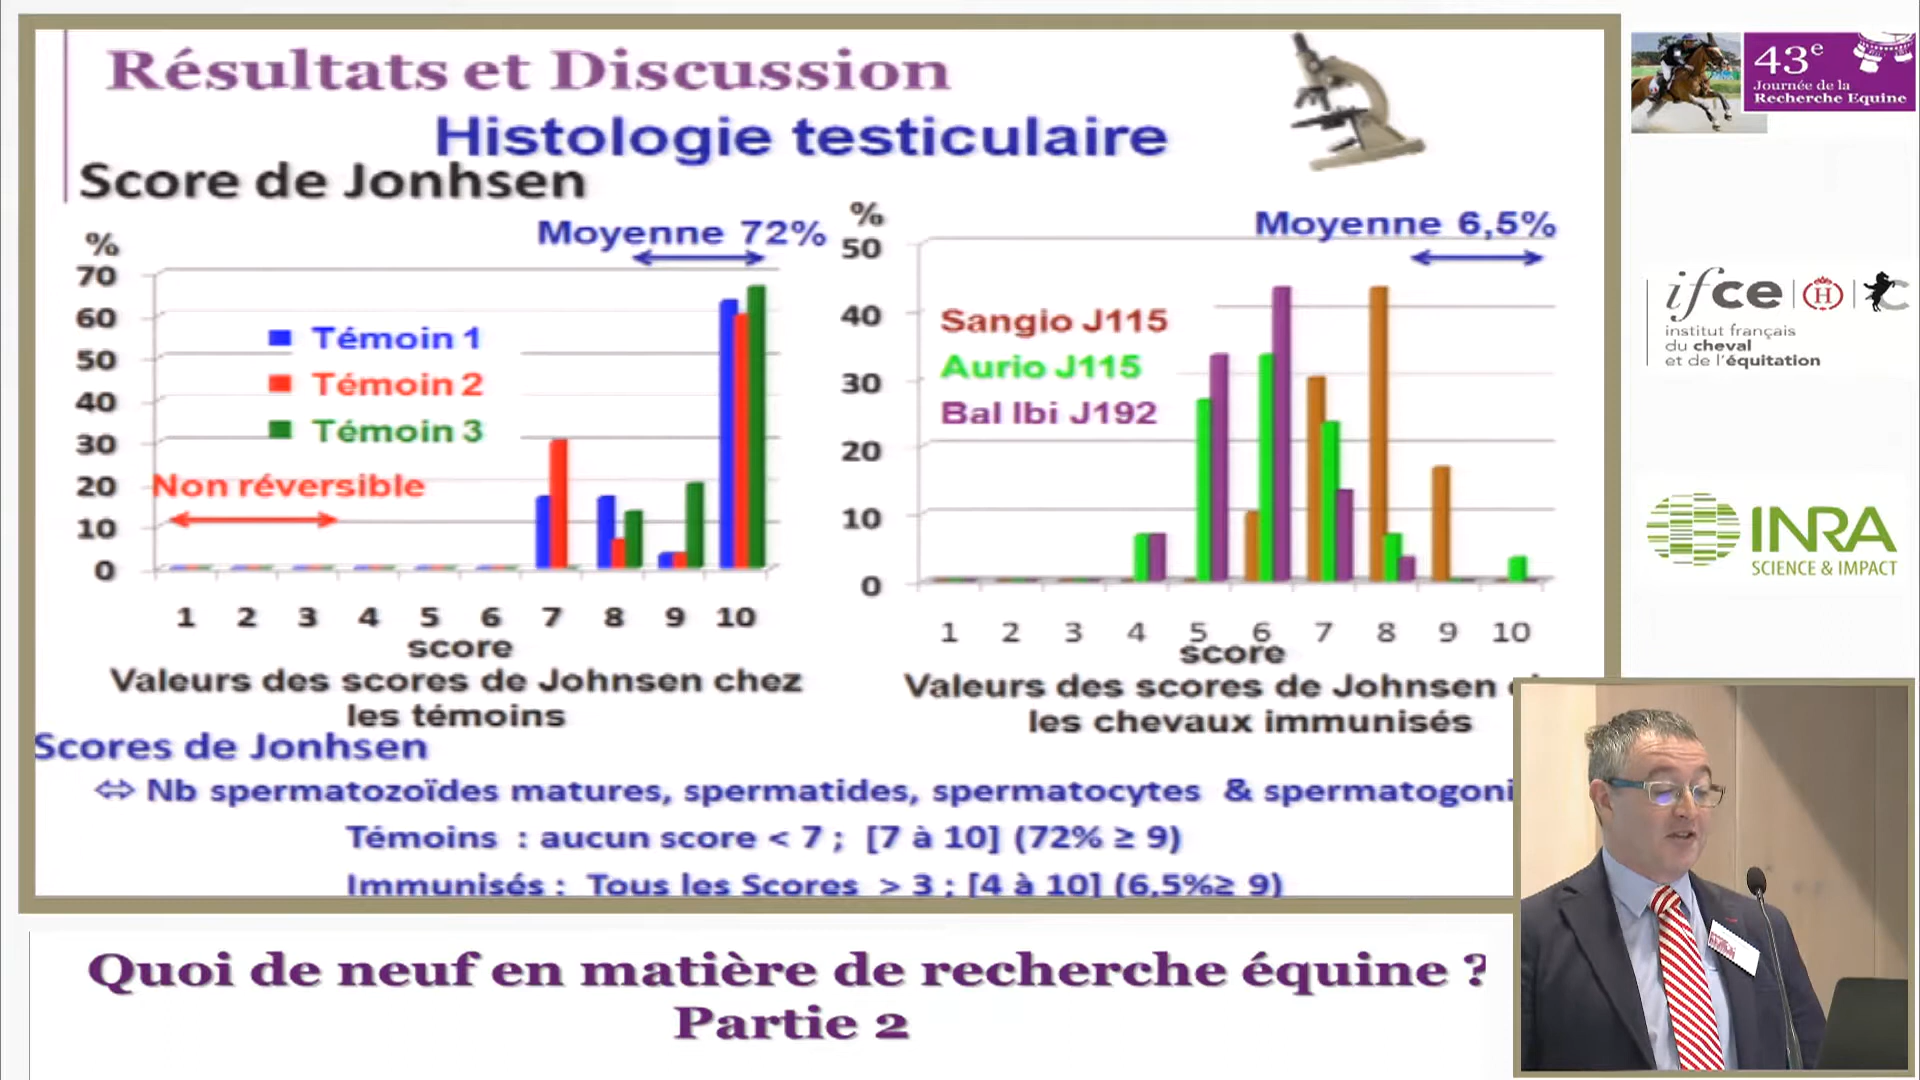 Résultats et Discussion
Histologie testiculaire
Score de Jonhsen
Moyenne 72%
%
70
60
50
40
30
20
10
0
Témoin 1
Témoin 2
Témoin 3
Non réversible
1 2 3 4 5 6 7 8 9 10
score
Valeurs des scores de Johnsen chez
les témoins
Moyenne 6,5%
%
50
40
30
20
10
0
Sangio J115
Aurio J115
Bal Ibi J192
1 2 3 4 5 6 7 8 9 10
score
Valeurs des scores de Johnsen
les chevaux immunisés
Scores de Jonhsen
⇔ Nb spermatozoïdes matures, spermatides, spermatocytes & spermatogoni
Témoins : aucun score < 7 ; [7 à 10] (72% ≥ 9)
Immunisés : Tous les Scores > 3 ; [4 à 10] (6,5%≥ 9)
Quoi de neuf en matière de recherche équine ?
Partie 2
43e
Journée de la
Recherche Equine
ifce H
institut français
du cheval
et de l'équitation
INRA
SCIENCE & IMPACT